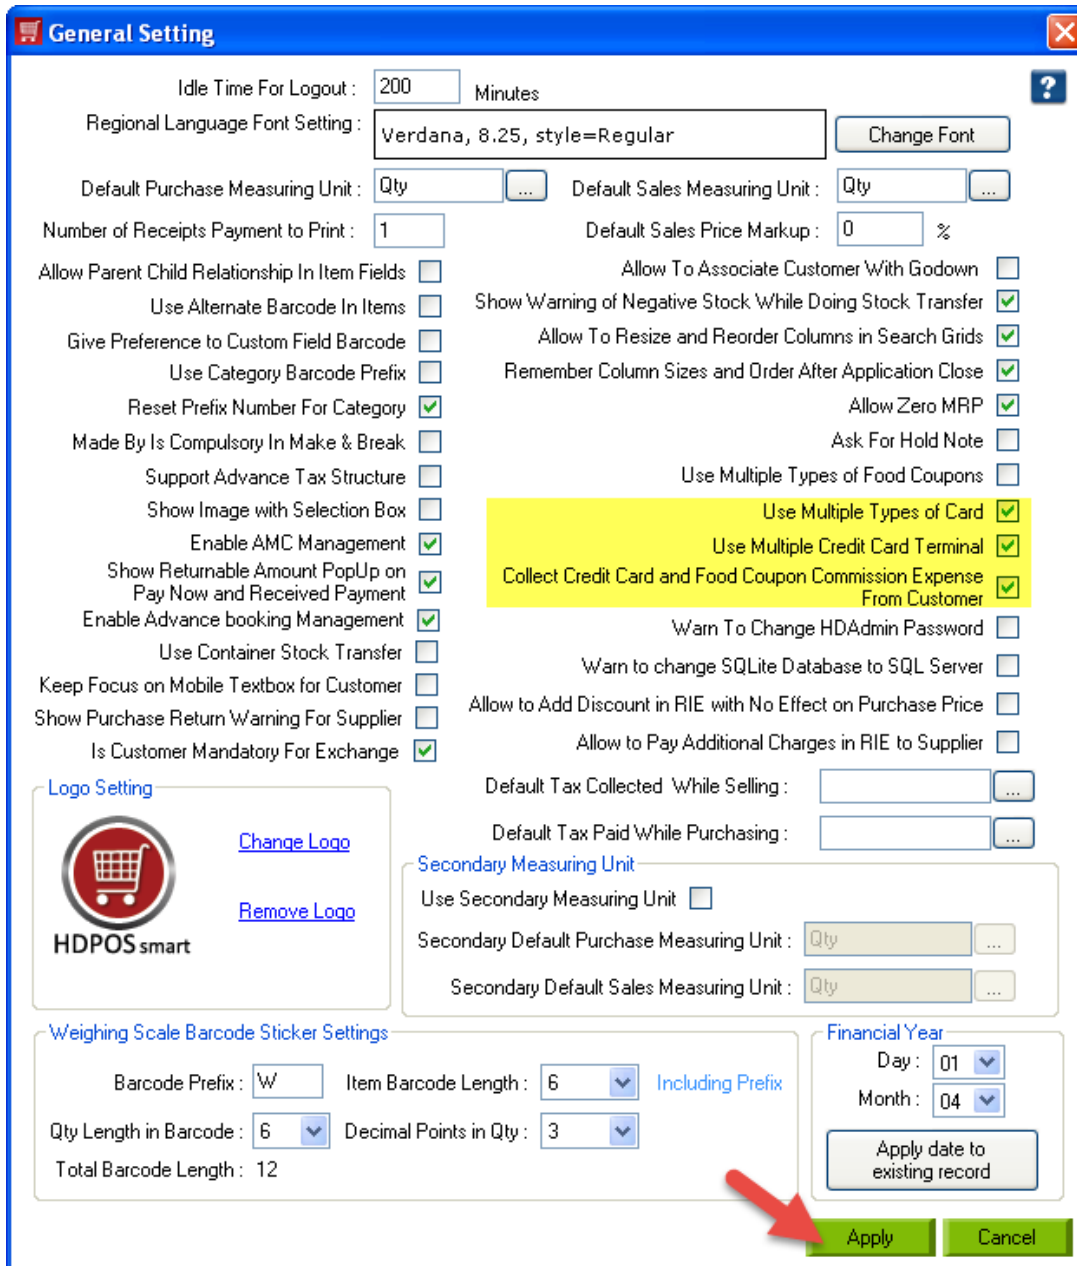 General Setting
Idle Time For Logout : 200 Minutes
?
Regional Language Font Setting : Verdana, 8.25, style=Regular Change Font
Default Purchase Measuring Unit : Qty ... Default Sales Measuring Unit : Qty ...
Number of Receipts Payment to Print : 1 Default Sales Price Markup : 0 %
Allow Parent Child Relationship In Item Fields
Use Alternate Barcode In Items
Give Preference to Custom Field Barcode
Use Category Barcode Prefix
Reset Prefix Number For Category
Made By Is Compulsory In Make & Break
Support Advance Tax Structure
Show Image with Selection Box
Enable AMC Management
Show Returnable Amount PopUp on
Pay Now and Received Payment
Enable Advance booking Management
Use Container Stock Transfer
Keep Focus on Mobile Textbox for Customer
Show Purchase Return Warning For Supplier
Is Customer Mandatory For Exchange
Allow To Associate Customer With Godown
Show Warning of Negative Stock While Doing Stock Transfer
Allow To Resize and Reorder Columns in Search Grids
Remember Column Sizes and Order After Application Close
Allow Zero MRP
Ask For Hold Note
Use Multiple Types of Food Coupons
Use Multiple Types of Card
Use Multiple Credit Card Terminal
Collect Credit Card and Food Coupon Commission Expense
From Customer
Warn To Change HDAdmin Password
Warn to change SQLite Database to SQL Server
Allow to Add Discount in RIE with No Effect on Purchase Price
Allow to Pay Additional Charges in RIE to Supplier
Default Tax Collected While Selling : ...
Default Tax Paid While Purchasing : ...
Logo Setting
HDPOS smart
Change Logo
Remove Logo
Secondary Measuring Unit
Use Secondary Measuring Unit
Secondary Default Purchase Measuring Unit : Qty ...
Secondary Default Sales Measuring Unit : Qty ...
Weighing Scale Barcode Sticker Settings
Barcode Prefix : W Item Barcode Length : 6 Including Prefix
Qty Length in Barcode : 6 Decimal Points in Qty : 3
Total Barcode Length : 12
Financial Year
Day : 01
Month : 04
Apply date to
existing record
Apply Cancel